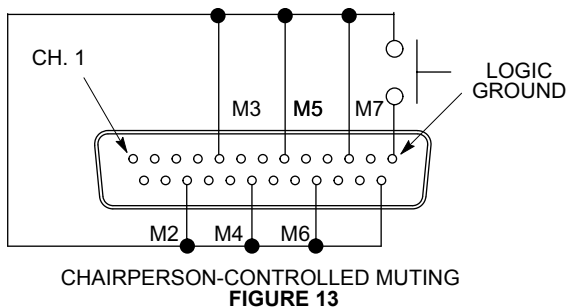 CH. 1
LOGIC
GROUND
M3 M5 M7
M2 M4 M6
CHAIRPERSON-CONTROLLED MUTING
FIGURE 13